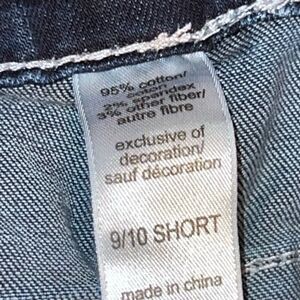 95% cotton/
coton
2% spandex
3% other fiber/
autre fibre
exclusive of
decoration/
sauf décoration
9/10 SHORT
made in china